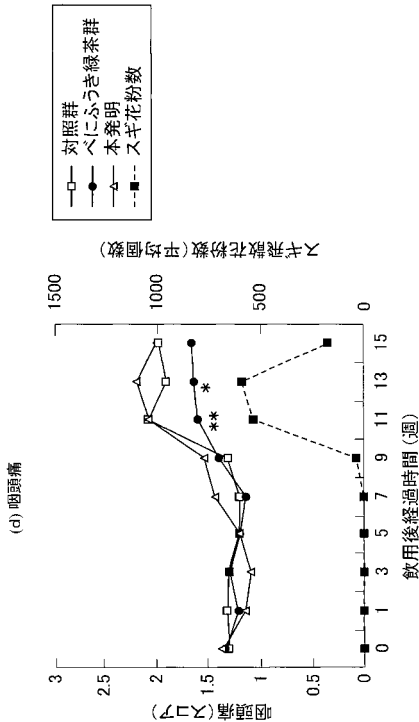 (d) 咽頭痛
対照群
べにふうき緑茶群
本発明
スギ花粉数
咽頭痛(スコア)
3
2.5
2
1.5
1
0.5
0
スギ飛散花粉数(平均個数)
1500
1000
500
0
**
*
0 1 3 5 7 9 11 13 15
飲用後経過時間(週)